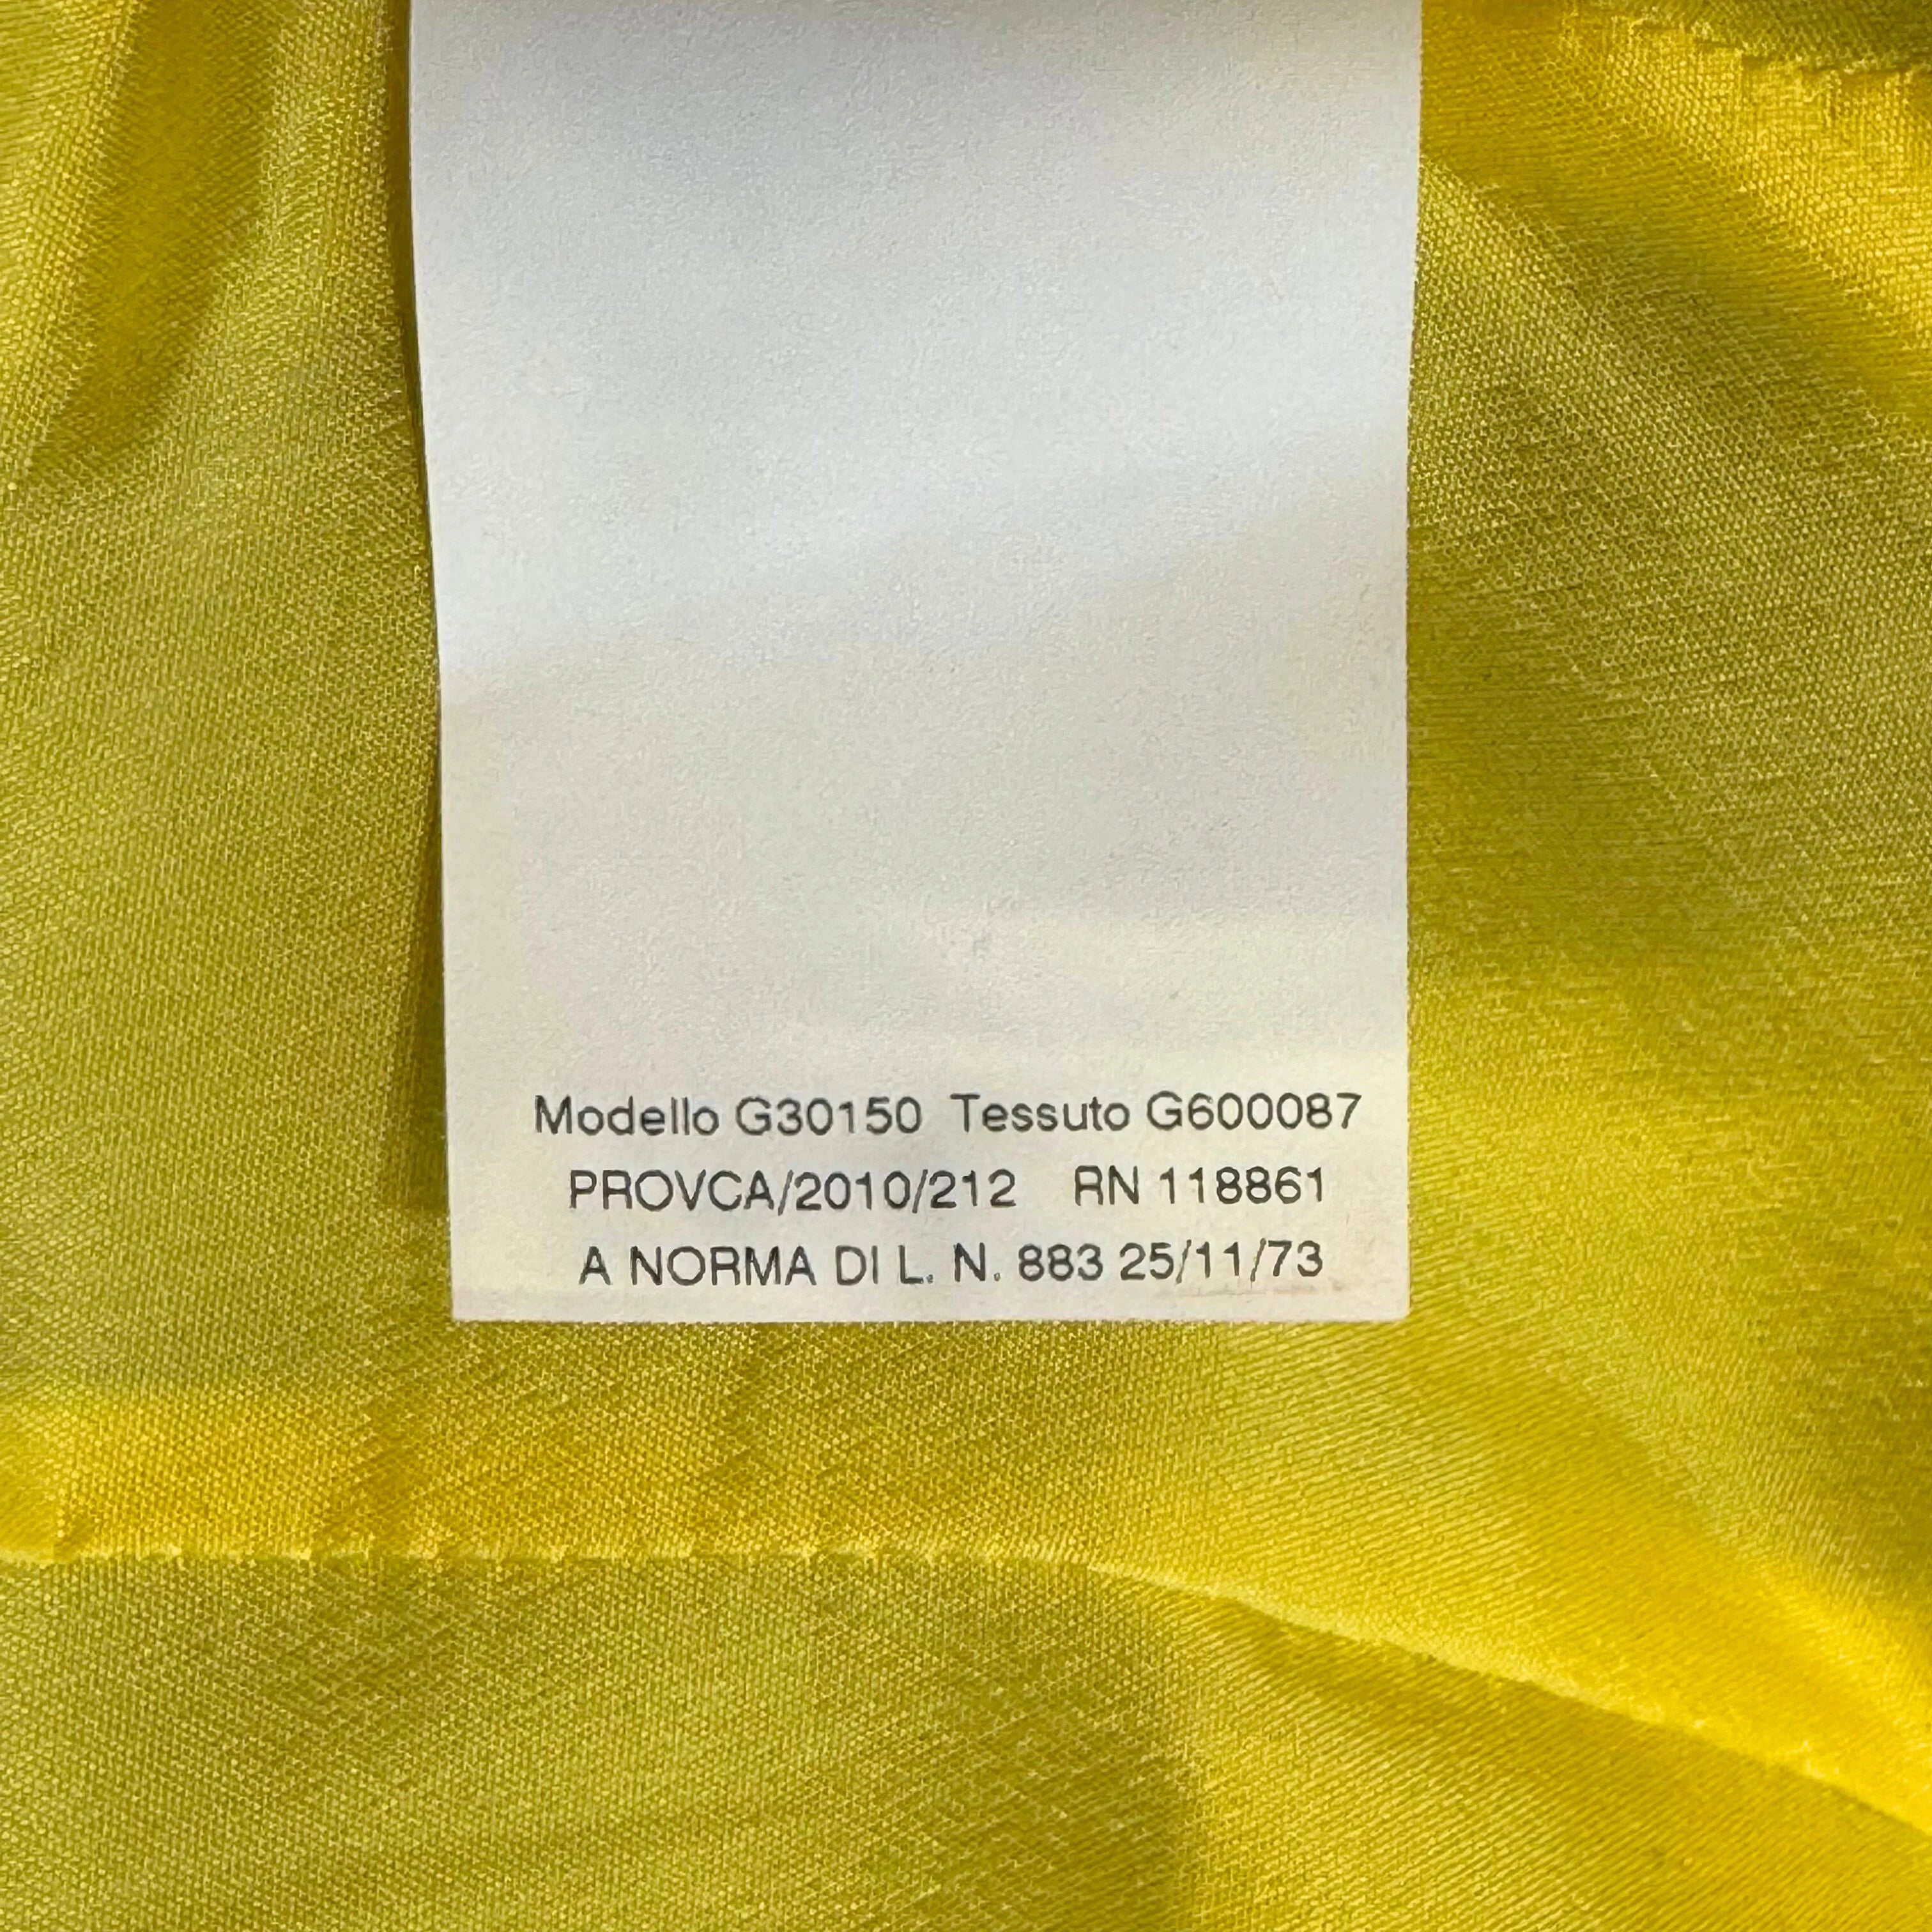 Modello G30150 Tessuto G600087
PROVCA/2010/212 RN 118861
A NORMA DI L. N. 883 25/11/73